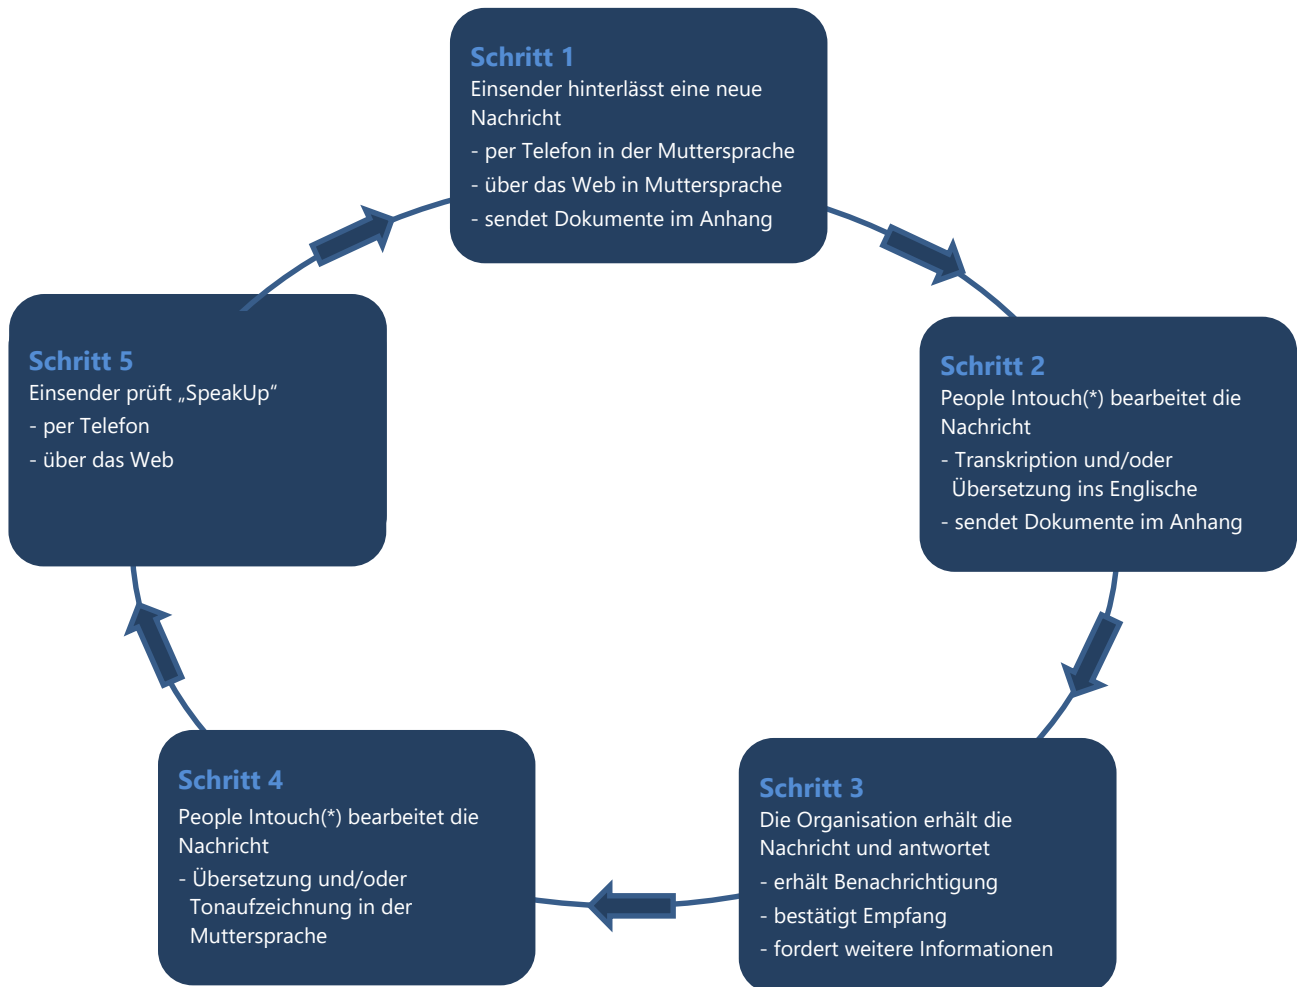 Schritt 1
Einsender hinterlässt eine neue
Nachricht
- per Telefon in der Muttersprache
- über das Web in Muttersprache
- sendet Dokumente im Anhang
Schritt 2
People Intouch(*) bearbeitet die
Nachricht
- Transkription und/oder
Übersetzung ins Englische
- sendet Dokumente im Anhang
Schritt 3
Die Organisation erhält die
Nachricht und antwortet
- erhält Benachrichtigung
- bestätigt Empfang
- fordert weitere Informationen
Schritt 4
People Intouch(*) bearbeitet die
Nachricht
- Übersetzung und/oder
Tonaufzeichnung in der
Muttersprache
Schritt 5
Einsender prüft „SpeakUp“
- per Telefon
- über das Web